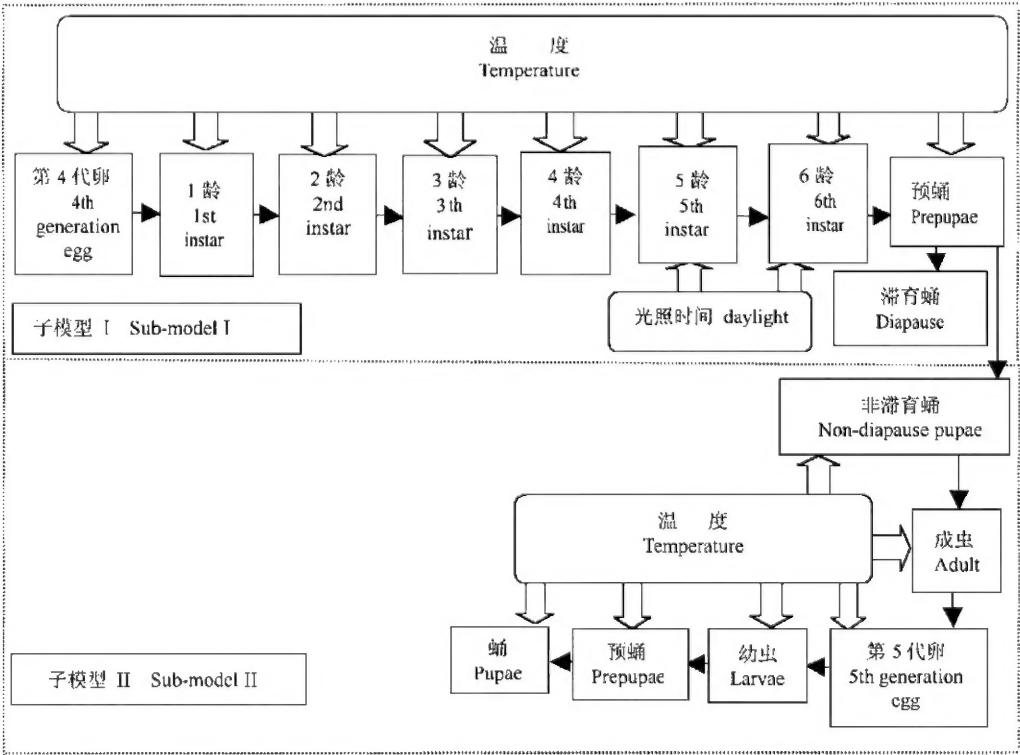 温 度
Temperature
第 4 代卵
4th
generation
egg
1 龄
1st
instar
2 龄
2nd
instar
3 龄
3th
instar
4 龄
4th
instar
5 龄
5th
instar
6 龄
6th
instar
预蛹
Prepupae
滞育蛹
Diapause
光照时间 daylight
子模型 I Sub-model I
非滞育蛹
Non-diapause pupae
温 度
Temperature
成虫
Adult
蛹
Pupae
预蛹
Prepupae
幼虫
Larvae
第 5 代卵
5th generation
egg
子模型 II Sub-model II